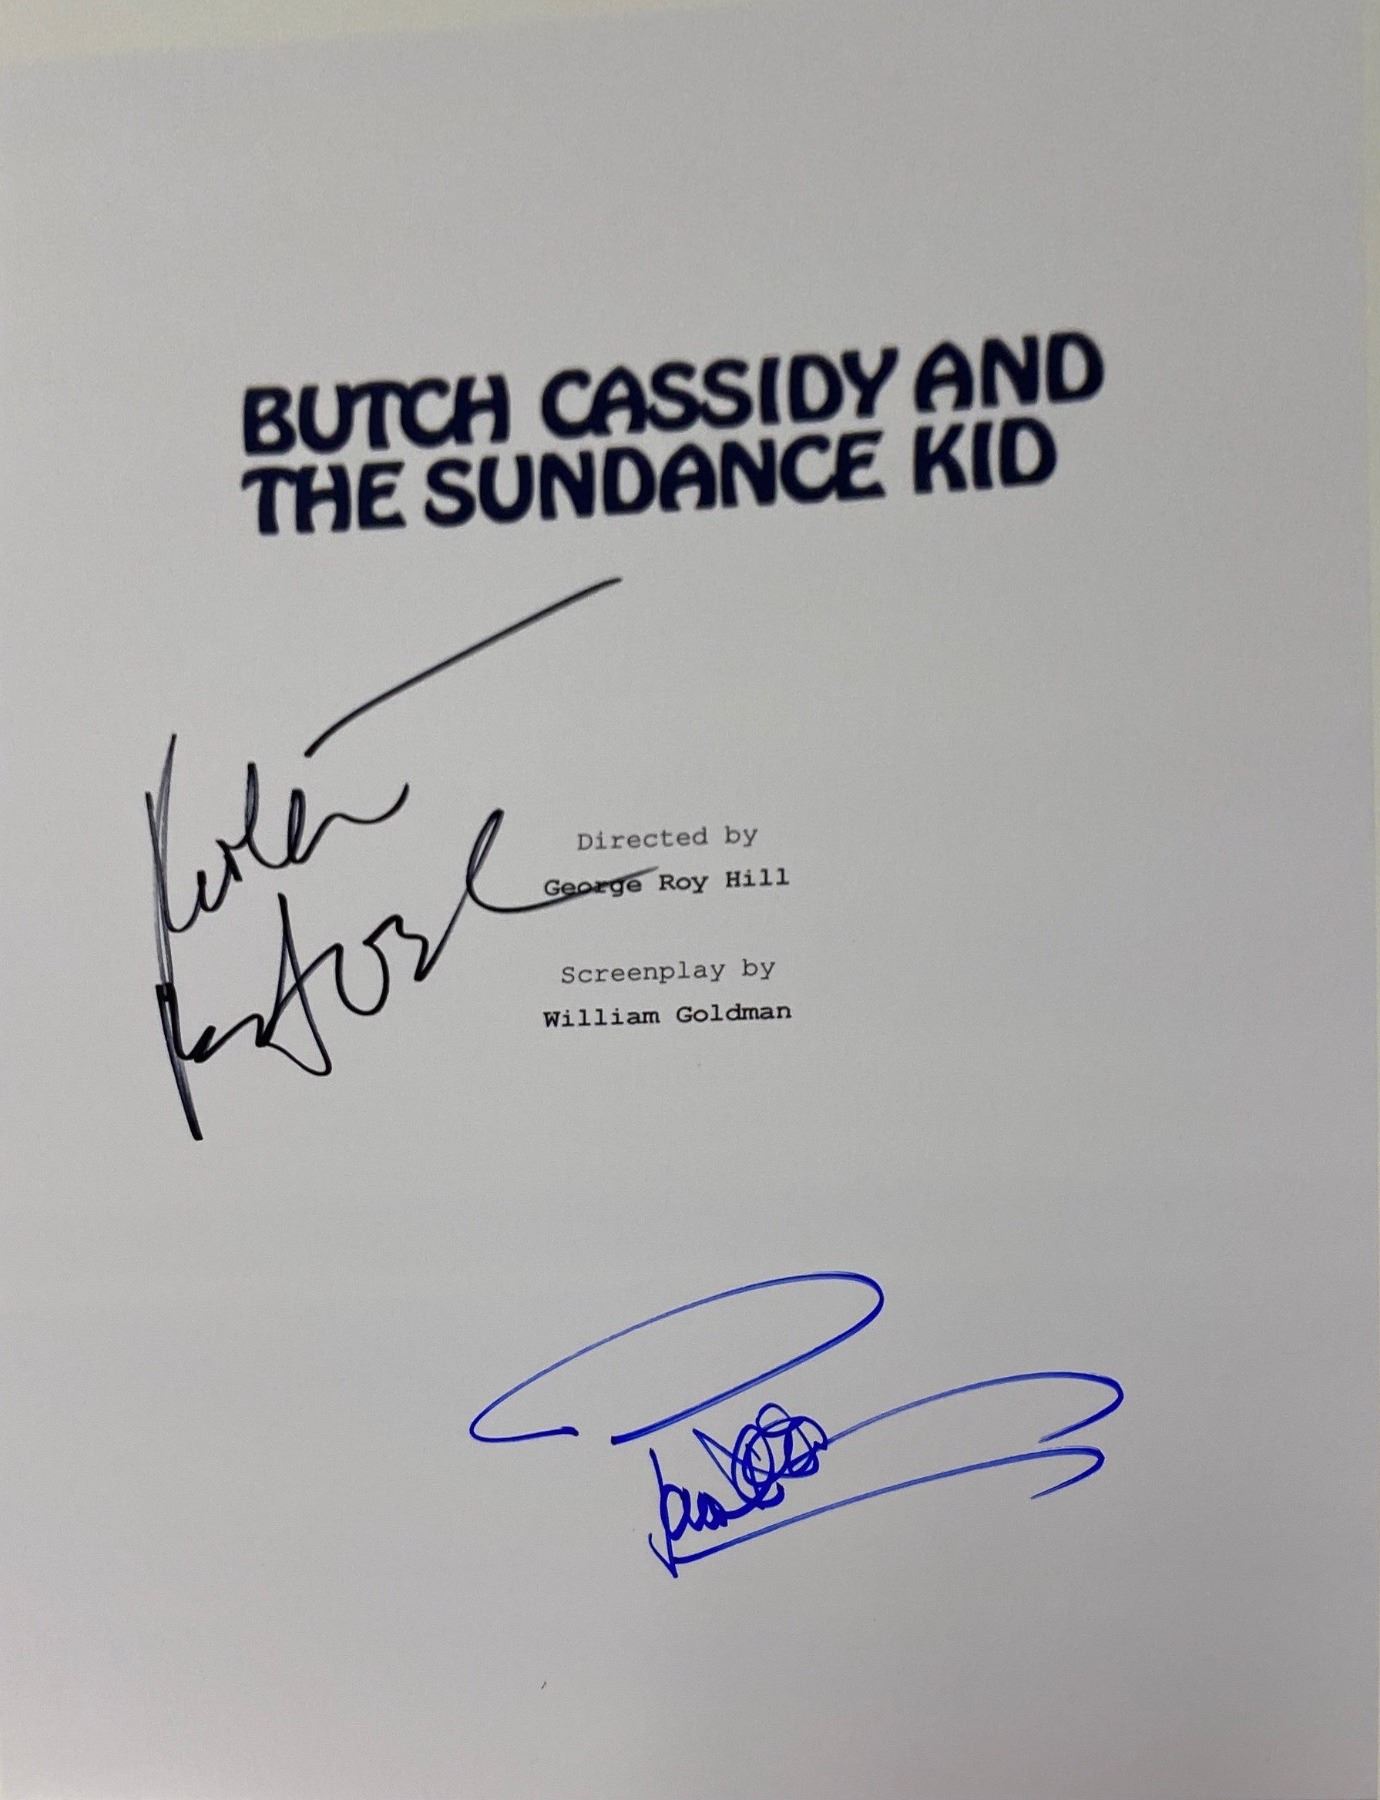 BUTCH CASSIDY AND
THE SUNDANCE KID
Directed by
George Roy Hill
Screenplay by
William Goldman